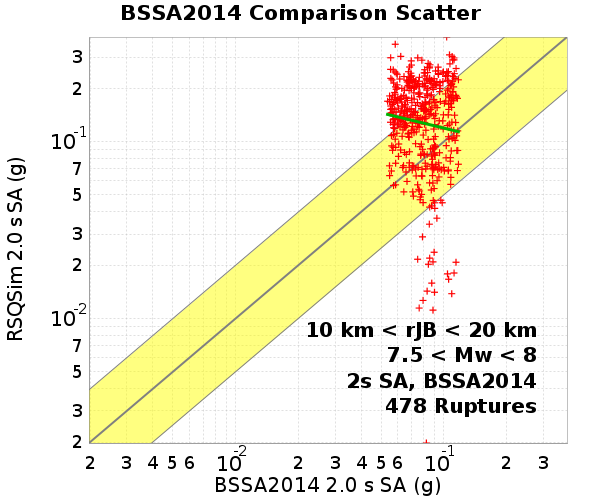 BSSA2014 Comparison Scatter
RSQSim 2.0 s SA (g)
3
2
10-1
7
5
3
2
10-2
7
5
3
2
10 km < rJB < 20 km
7.5 < Mw < 8
2s SA, BSSA2014
478 Ruptures
2 3 4 5 6 10-2 2 3 4 5 6 10-1 2 3
BSSA2014 2.0 s SA (g)